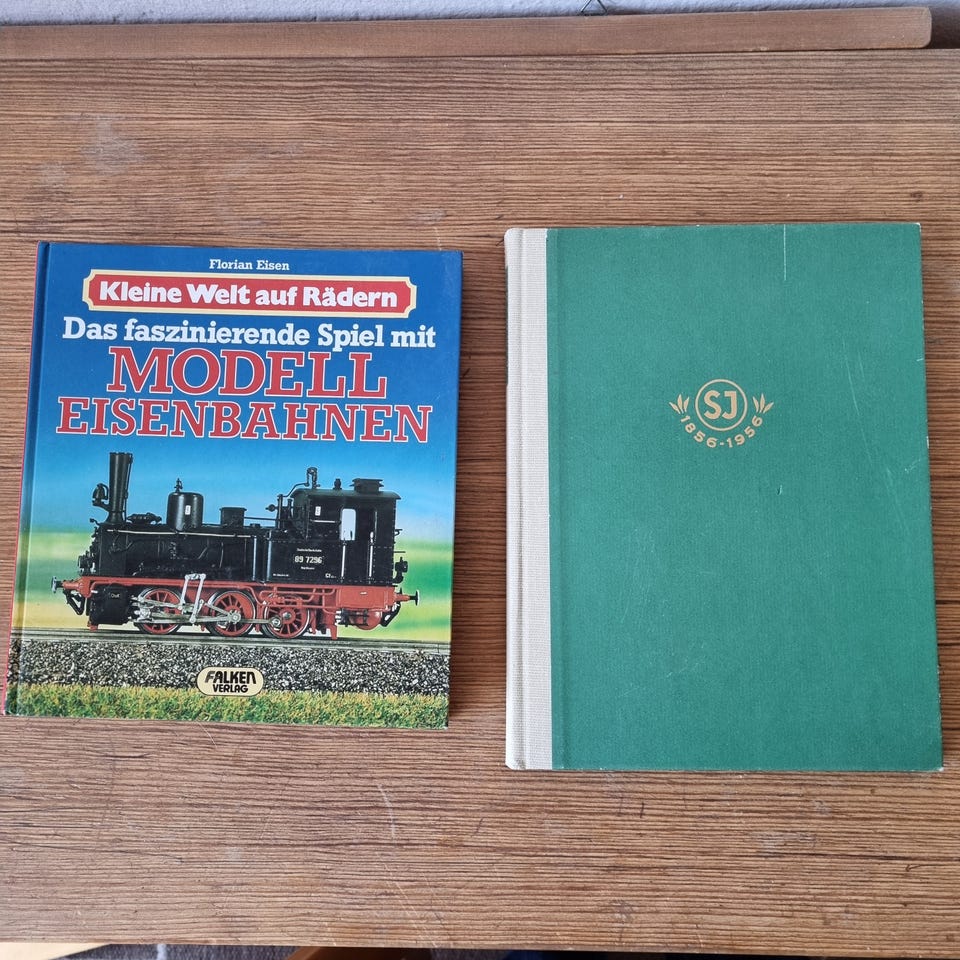 Florian Eisen
Kleine Welt auf Rädern
Das faszinierende Spiel mit
MODELL
EISENBAHNEN
89 7296
FALKEN
VERLAG
SJ
1856-1956